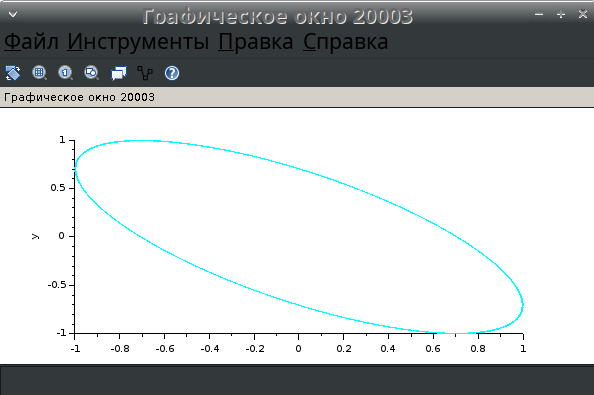 Графическое окно 20003
Файл Инструменты Правка Справка
Графическое окно 20003
1
0.5
0
-0.5
-1
y
-1 -0.8 -0.6 -0.4 -0.2 0 0.2 0.4 0.6 0.8 1